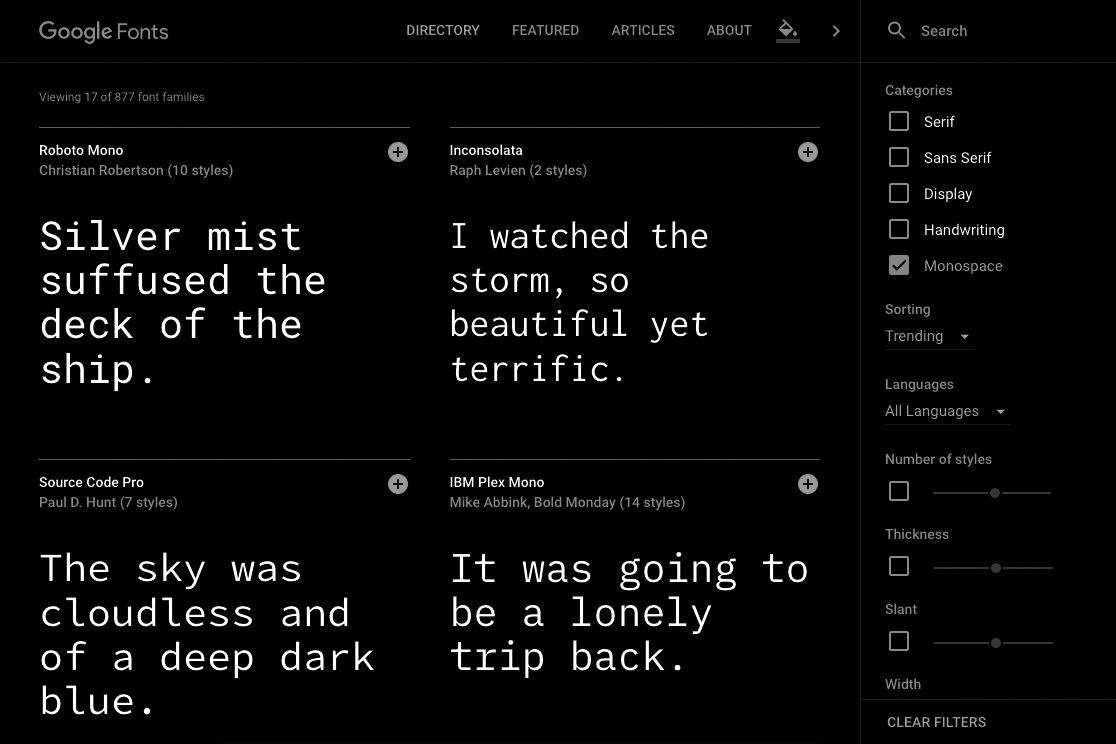 Google Fonts
DIRECTORY
FEATURED
ARTICLES
ABOUT
Search
Viewing 17 of 877 font families
Roboto Mono
Christian Robertson (10 styles)
Silver mist
suffused the
deck of the
ship.
Inconsolata
Raph Levien (2 styles)
I watched the
storm, so
beautiful yet
terrific.
Source Code Pro
Paul D. Hunt (7 styles)
The sky was
cloudless and
of a deep dark
blue.
IBM Plex Mono
Mike Abbink, Bold Monday (14 styles)
It was going to
be a lonely
trip back.
Categories
Serif
Sans Serif
Display
Handwriting
Monospace
Sorting
Trending
Languages
All Languages
Number of styles
Thickness
Slant
Width
CLEAR FILTERS